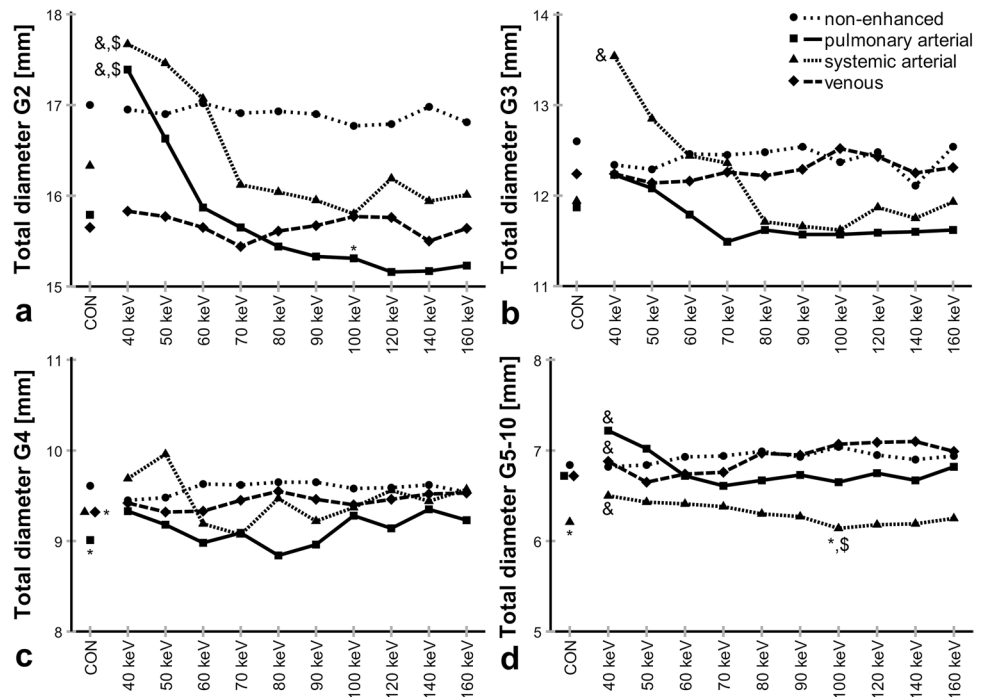 Total diameter G2 [mm]
18
17
16
15
&,$
&,$
*
CON
40 keV
50 keV
60 keV
70 keV
80 keV
90 keV
100 keV
120 keV
140 keV
160 keV
a
Total diameter G3 [mm]
14
13
12
11
&
non-enhanced
pulmonary arterial
systemic arterial
venous
CON
40 keV
50 keV
60 keV
70 keV
80 keV
90 keV
100 keV
120 keV
140 keV
160 keV
b
Total diameter G4 [mm]
11
10
9
8
*
*
CON
40 keV
50 keV
60 keV
70 keV
80 keV
90 keV
100 keV
120 keV
140 keV
160 keV
c
Total diameter G5-10 [mm]
8
7
6
5
&
&
&
*
*,$
CON
40 keV
50 keV
60 keV
70 keV
80 keV
90 keV
100 keV
120 keV
140 keV
160 keV
d